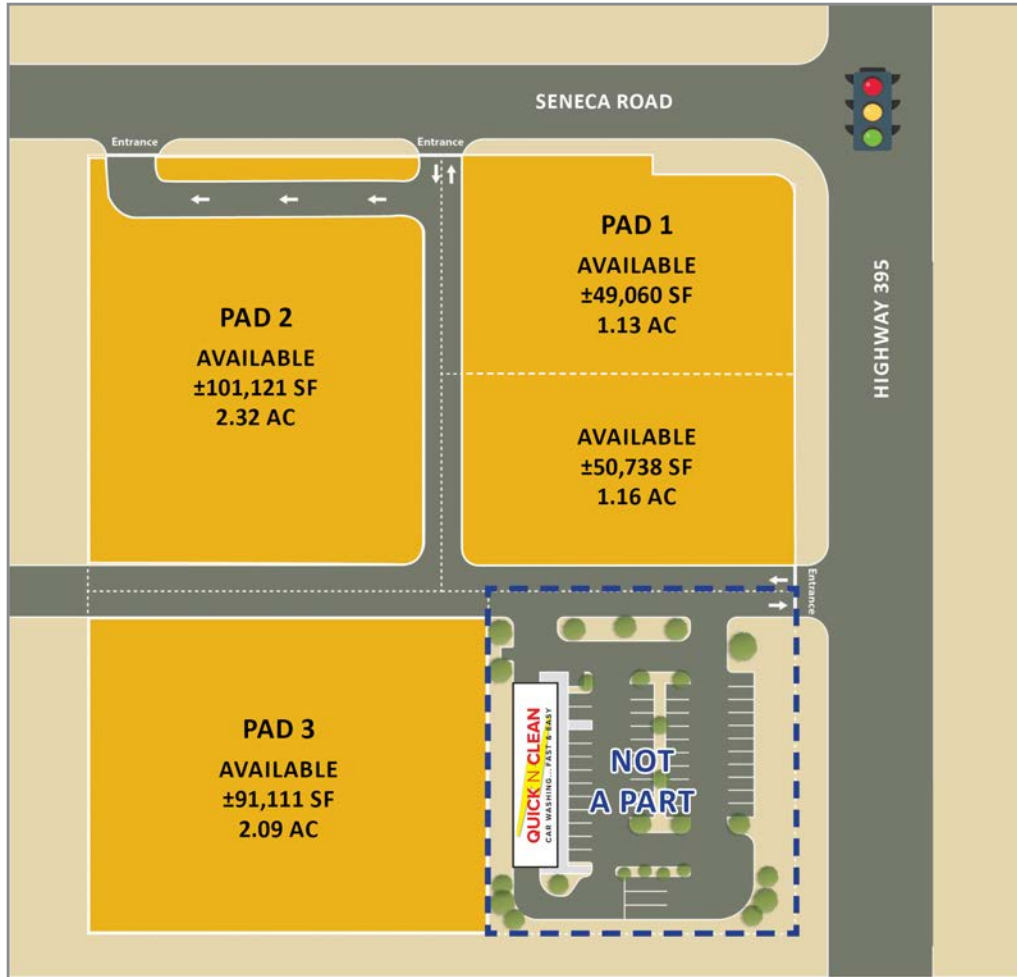 SENECA ROAD
Entrance
Entrance
PAD 1
AVAILABLE
±49,060 SF
1.13 AC
PAD 2
AVAILABLE
±101,121 SF
2.32 AC
HIGHWAY 395
AVAILABLE
±50,738 SF
1.16 AC
Entrance
PAD 3
AVAILABLE
±91,111 SF
2.09 AC
QUICK N CLEAN
CAR WASHING... FAST & EASY
NOT
A PART